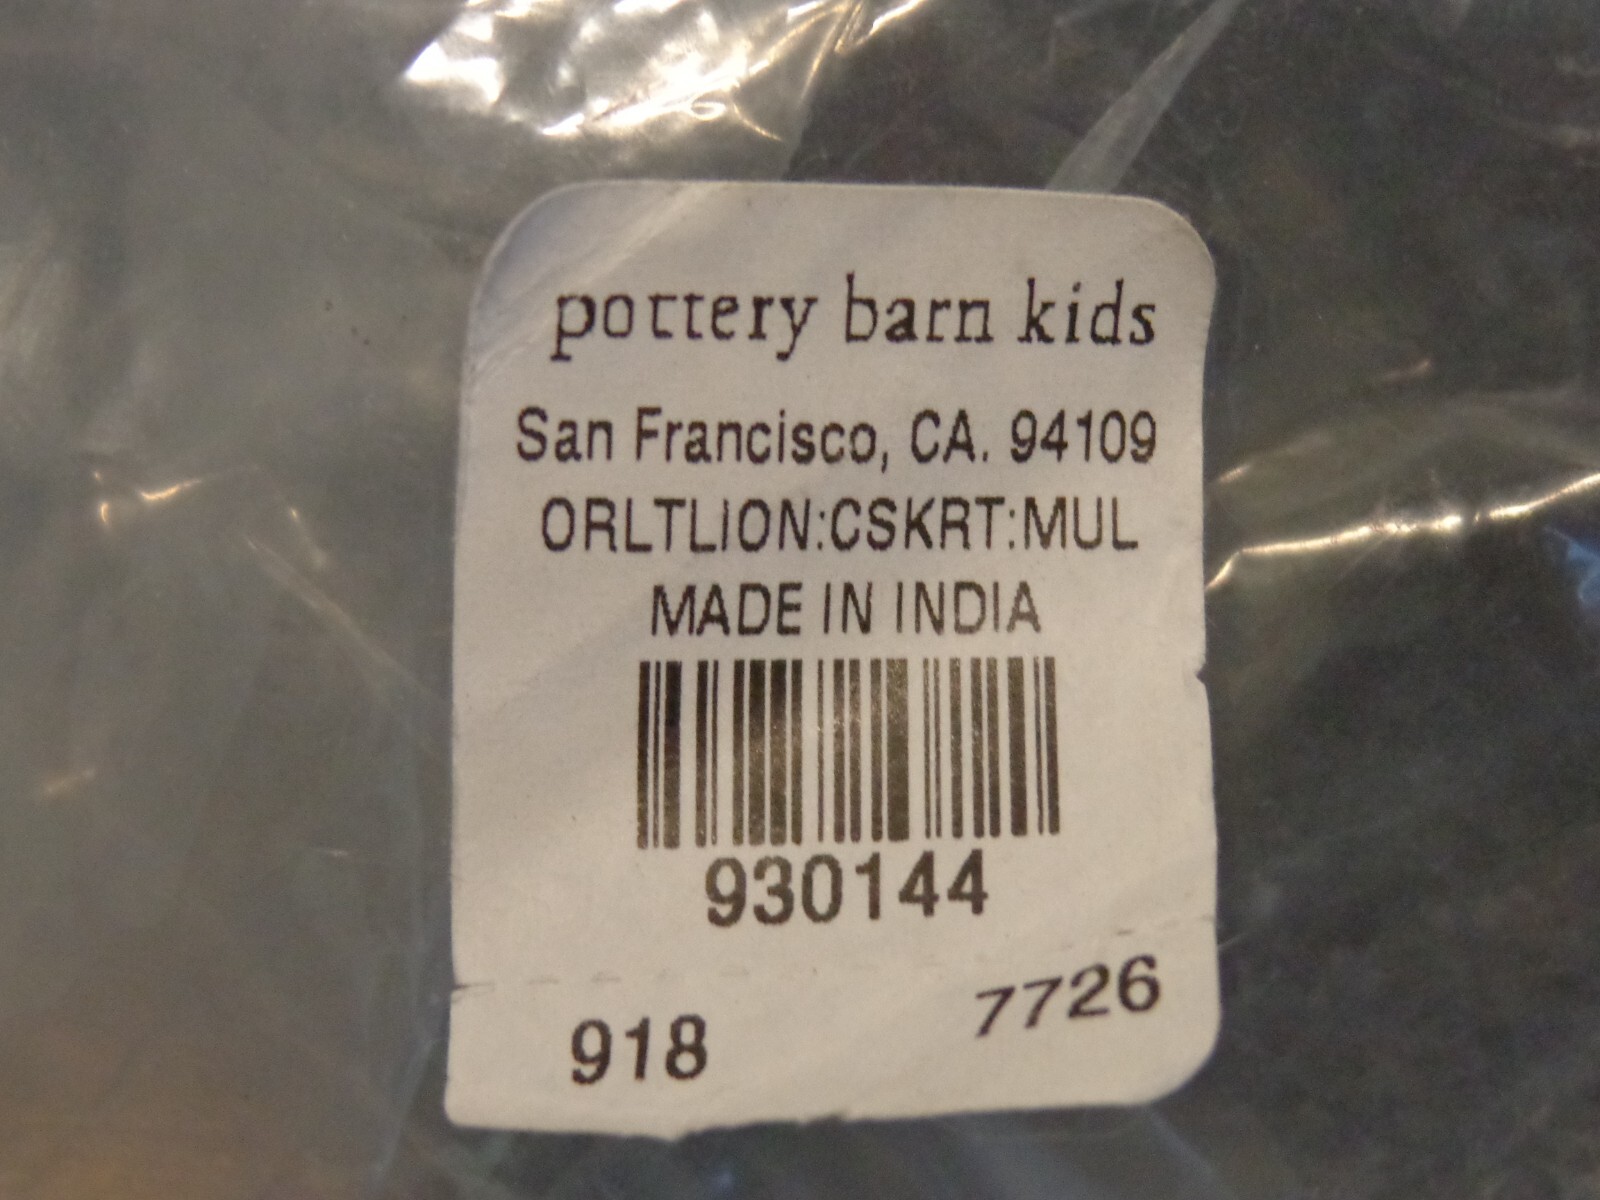 pottery barn kids
San Francisco, CA. 94109
ORLTLION:CSKRT:MUL
MADE IN INDIA
930144
918 7726